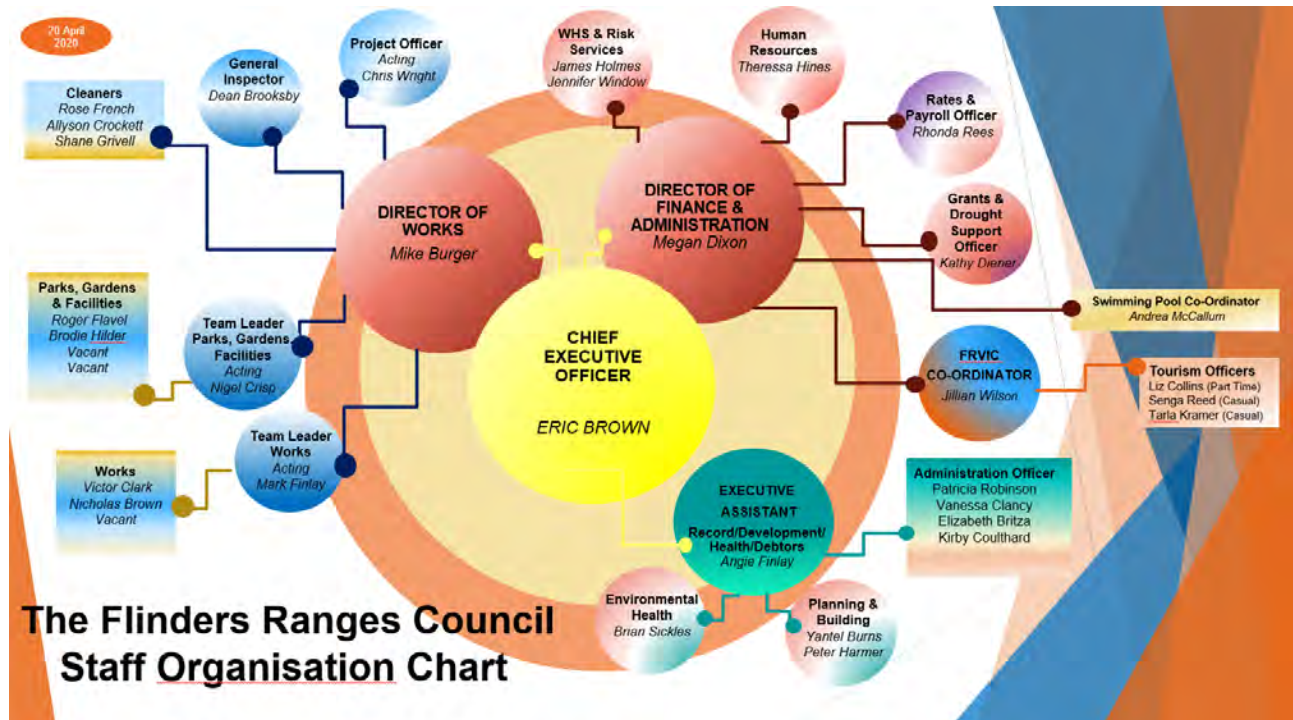 20 April
2020
Project Officer
Acting
Chris Wright
General
Inspector
Dean Brooksby
Cleaners
Rose French
Allyson Crockett
Shane Grivell
WHS & Risk
Services
James Holmes
Jennifer Window
Human
Resources
Theressa Hines
Rates &
Payroll Officer
Rhonda Rees
Grants &
Drought
Support
Officer
Kathy Diener
DIRECTOR OF
WORKS
Mike Burger
DIRECTOR OF
FINANCE &
ADMINISTRATION
Megan Dixon
Parks, Gardens
& Facilities
Roger Flavel
Brodie Hilder
Vacant
Vacant
Team Leader
Parks, Gardens
Facilities
Acting
Nigel Crisp
CHIEF
EXECUTIVE
OFFICER
ERIC BROWN
Swimming Pool Co-Ordinator
Andrea McCallum
FRVIC
CO-ORDINATOR
Jillian Wilson
Tourism Officers
Liz Collins (Part Time)
Senga Reed (Casual)
Tarla Kramer (Casual)
Team Leader
Works
Acting
Mark Finlay
Works
Victor Clark
Nicholas Brown
Vacant
EXECUTIVE
ASSISTANT
Record/Development/
Health/Debtors
Angie Finlay
Administration Officer
Patricia Robinson
Vanessa Clancy
Elizabeth Britza
Kirby Coulthard
Environmental
Health
Brian Sickles
Planning &
Building
Yantel Burns
Peter Harmer
The Flinders Ranges Council
Staff Organisation Chart